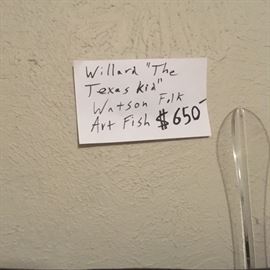 Willard "The
Texas Kid"
Watson Folk
Art Fish $650-